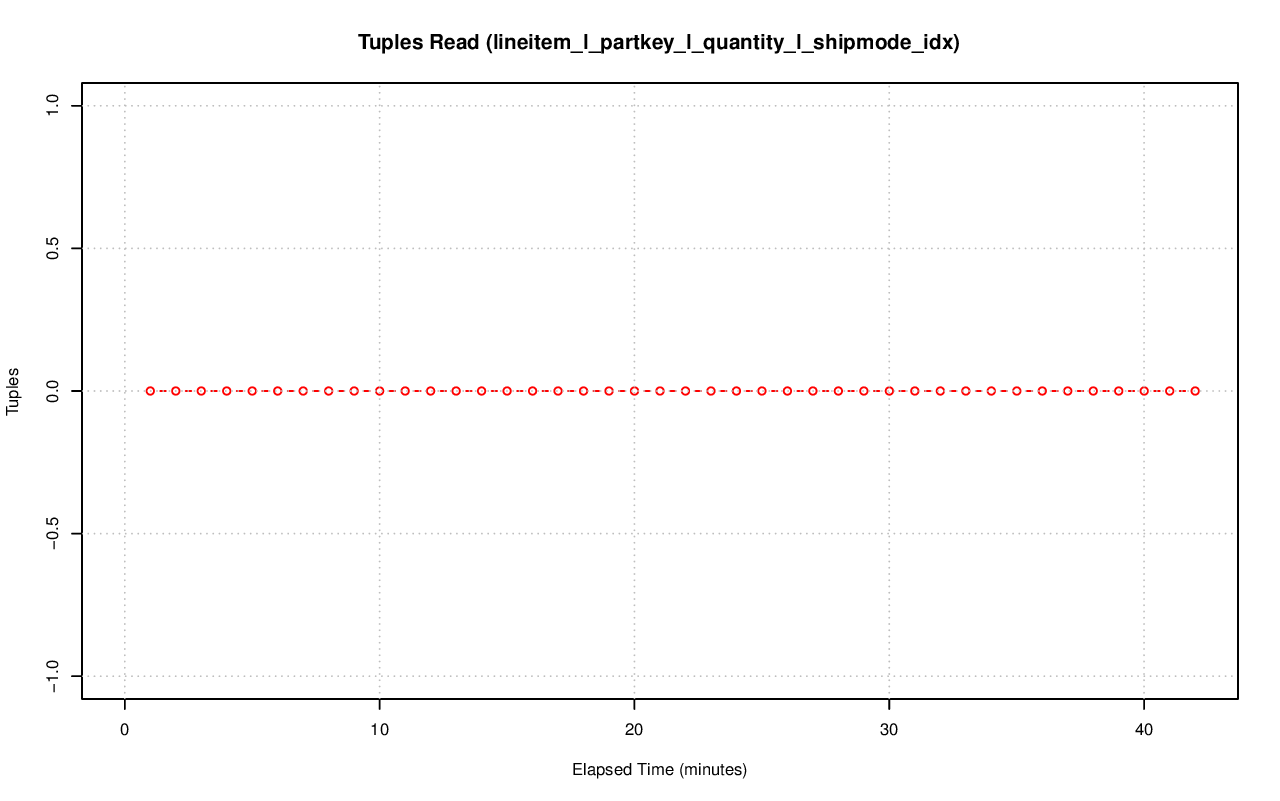 Tuples Read (lineitem_l_partkey_l_quantity_l_shipmode_idx)
1.0
0.5
0.0
−0.5
−1.0
Tuples
0 10 20 30 40
Elapsed Time (minutes)